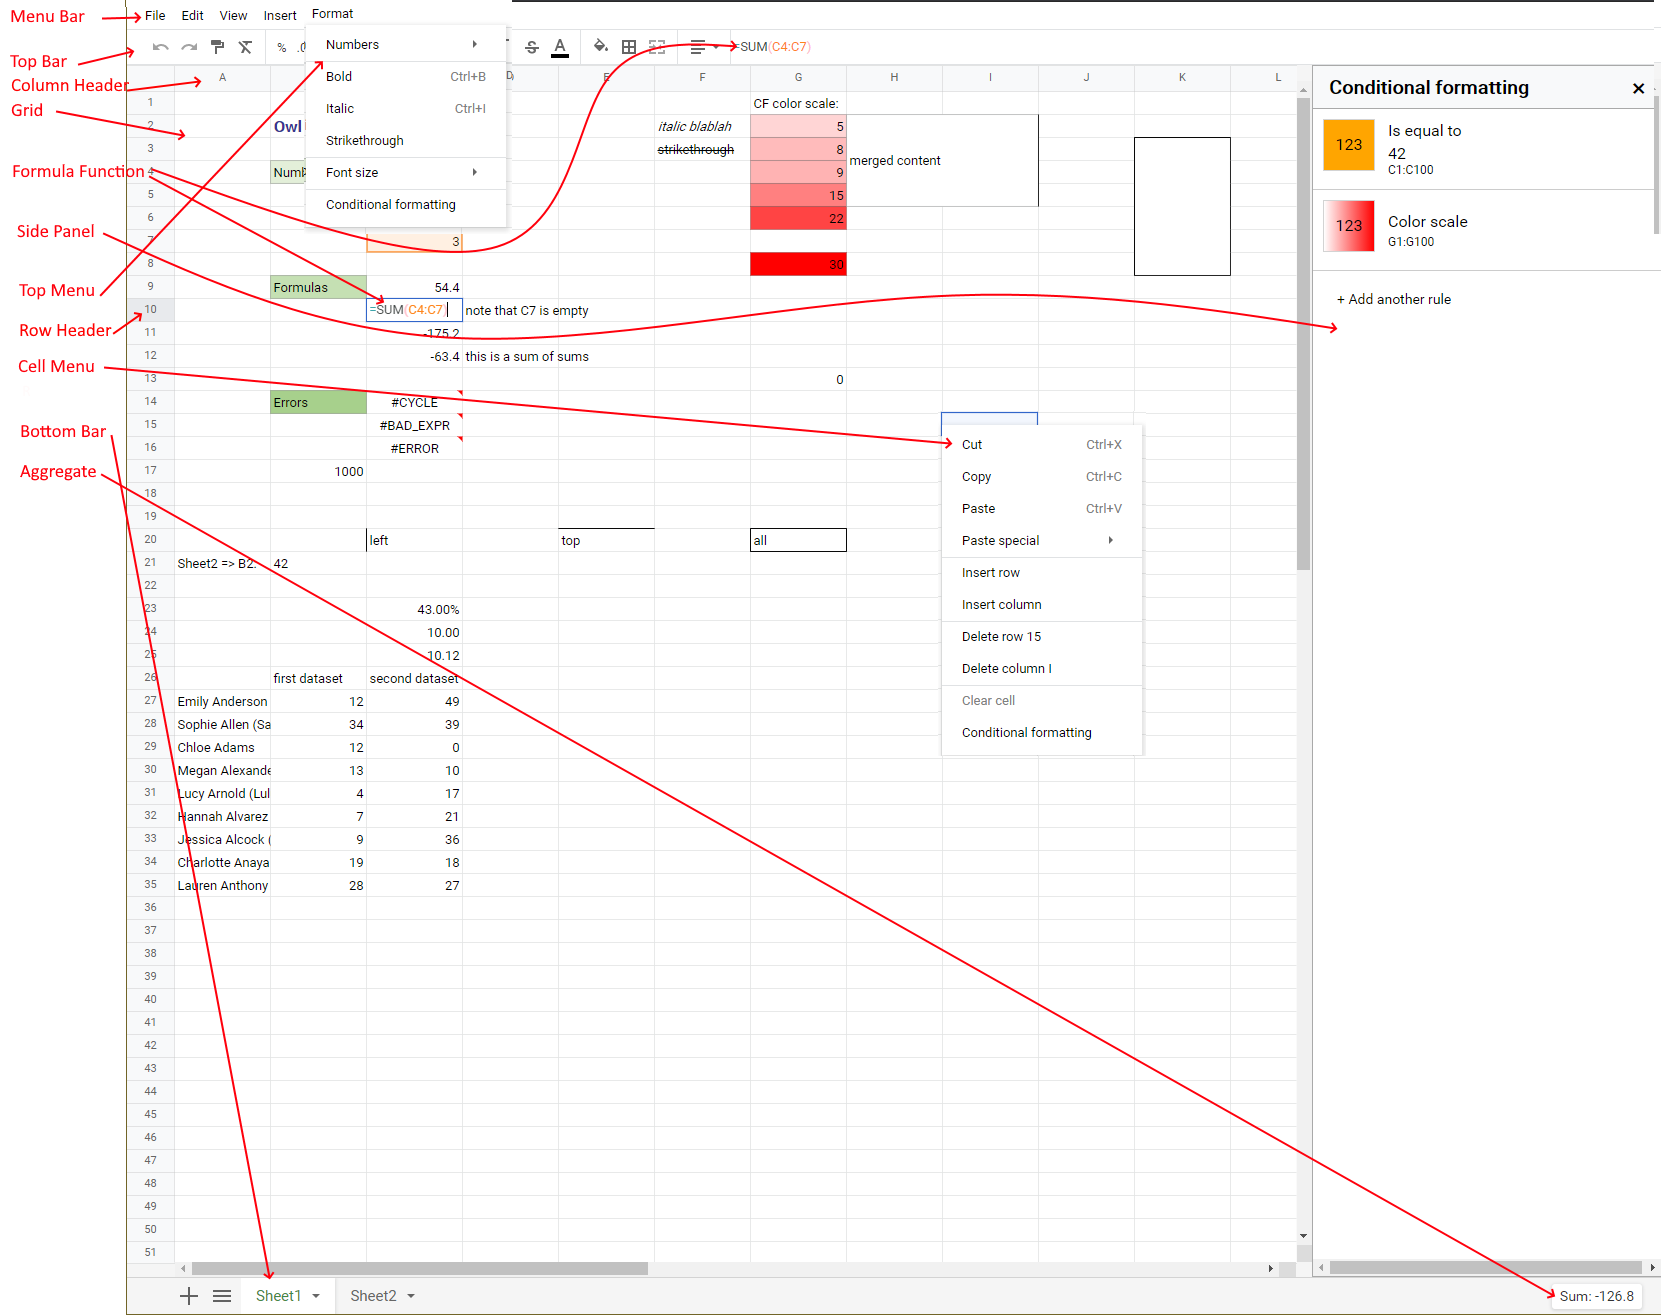 Menu Bar
File Edit View Insert Format
Top Bar
% .0
A
=SUM(C4:C7)
Numbers
Bold Ctrl+B
Italic Ctrl+I
Strikethrough
Font size
Conditional formatting
Column Header
A D E F G H I J K L
Grid
1 CF color scale:
2 Owl italic blablah 5
3 strikethrough 8 merged content
Formula Function
4 Numb 9
5 15
6 22
Side Panel
7 3
8 30
Top Menu
9 Formulas 54.4
10 =SUM(C4:C7) note that C7 is empty
Row Header
11 -175.2
12 -63.4 this is a sum of sums
Cell Menu
13 0
14 Errors #CYCLE
Bottom Bar
15 #BAD_EXPR
16 #ERROR
Aggregate
17 1000
18
19
20 left top all
21 Sheet2 => B2: 42
22
23 43.00%
24 10.00
25 10.12
26 first dataset second dataset
27 Emily Anderson 12 49
28 Sophie Allen (Sa 34 39
29 Chloe Adams 12 0
30 Megan Alexande 13 10
31 Lucy Arnold (Lul 4 17
32 Hannah Alvarez 7 21
33 Jessica Alcock ( 9 36
34 Charlotte Anaya 19 18
35 Lauren Anthony 28 27
36
37
38
39
40
41
42
43
44
45
46
47
48
49
50
51
Cut Ctrl+X
Copy Ctrl+C
Paste Ctrl+V
Paste special
Insert row
Insert column
Delete row 15
Delete column I
Clear cell
Conditional formatting
Conditional formatting ×
123 Is equal to
42
C1:C100
123 Color scale
G1:G100
+ Add another rule
Sheet1 Sheet2
Sum: -126.8